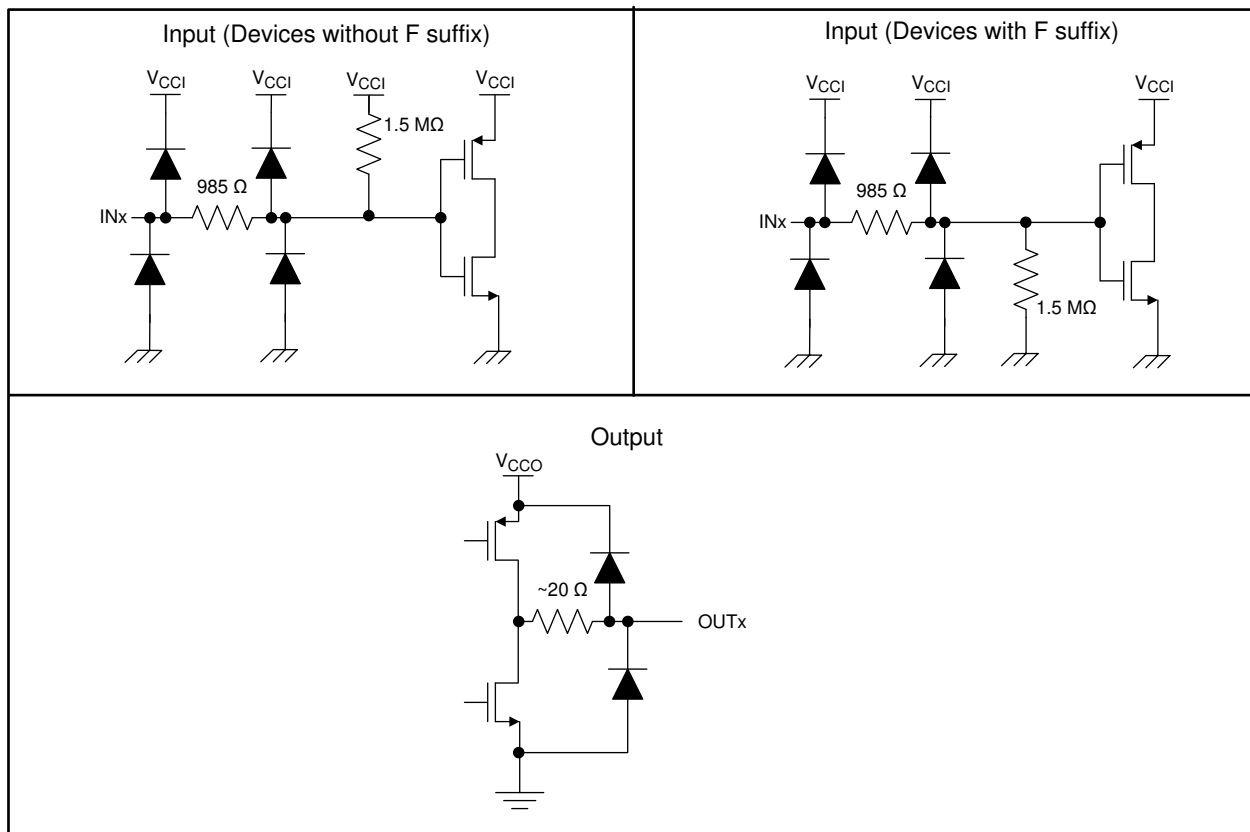 Input (Devices without F suffix)
VCCI VCCI VCCI VCCI
1.5 MΩ
985 Ω
INx
Input (Devices with F suffix)
VCCI VCCI VCCI
985 Ω
INx
1.5 MΩ
Output
VCCO
~20 Ω
OUTx